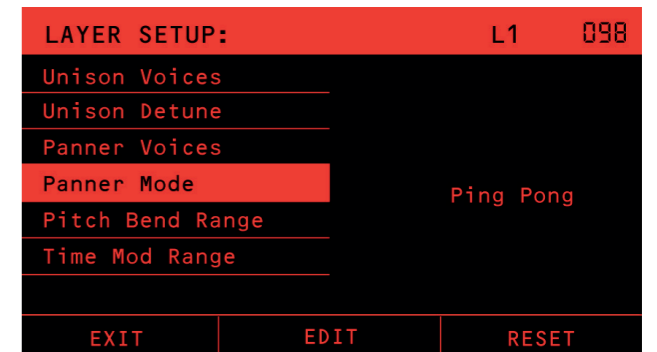 LAYER SETUP: L1 098
Unison Voices
Unison Detune
Panner Voices
Panner Mode
Ping Pong
Pitch Bend Range
Time Mod Range
EXIT EDIT RESET